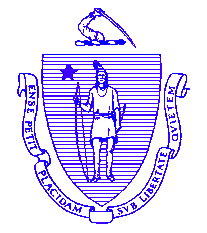 ENSE PETIT
PLACIDAM
SVB LIBERTATE
QVIETEM